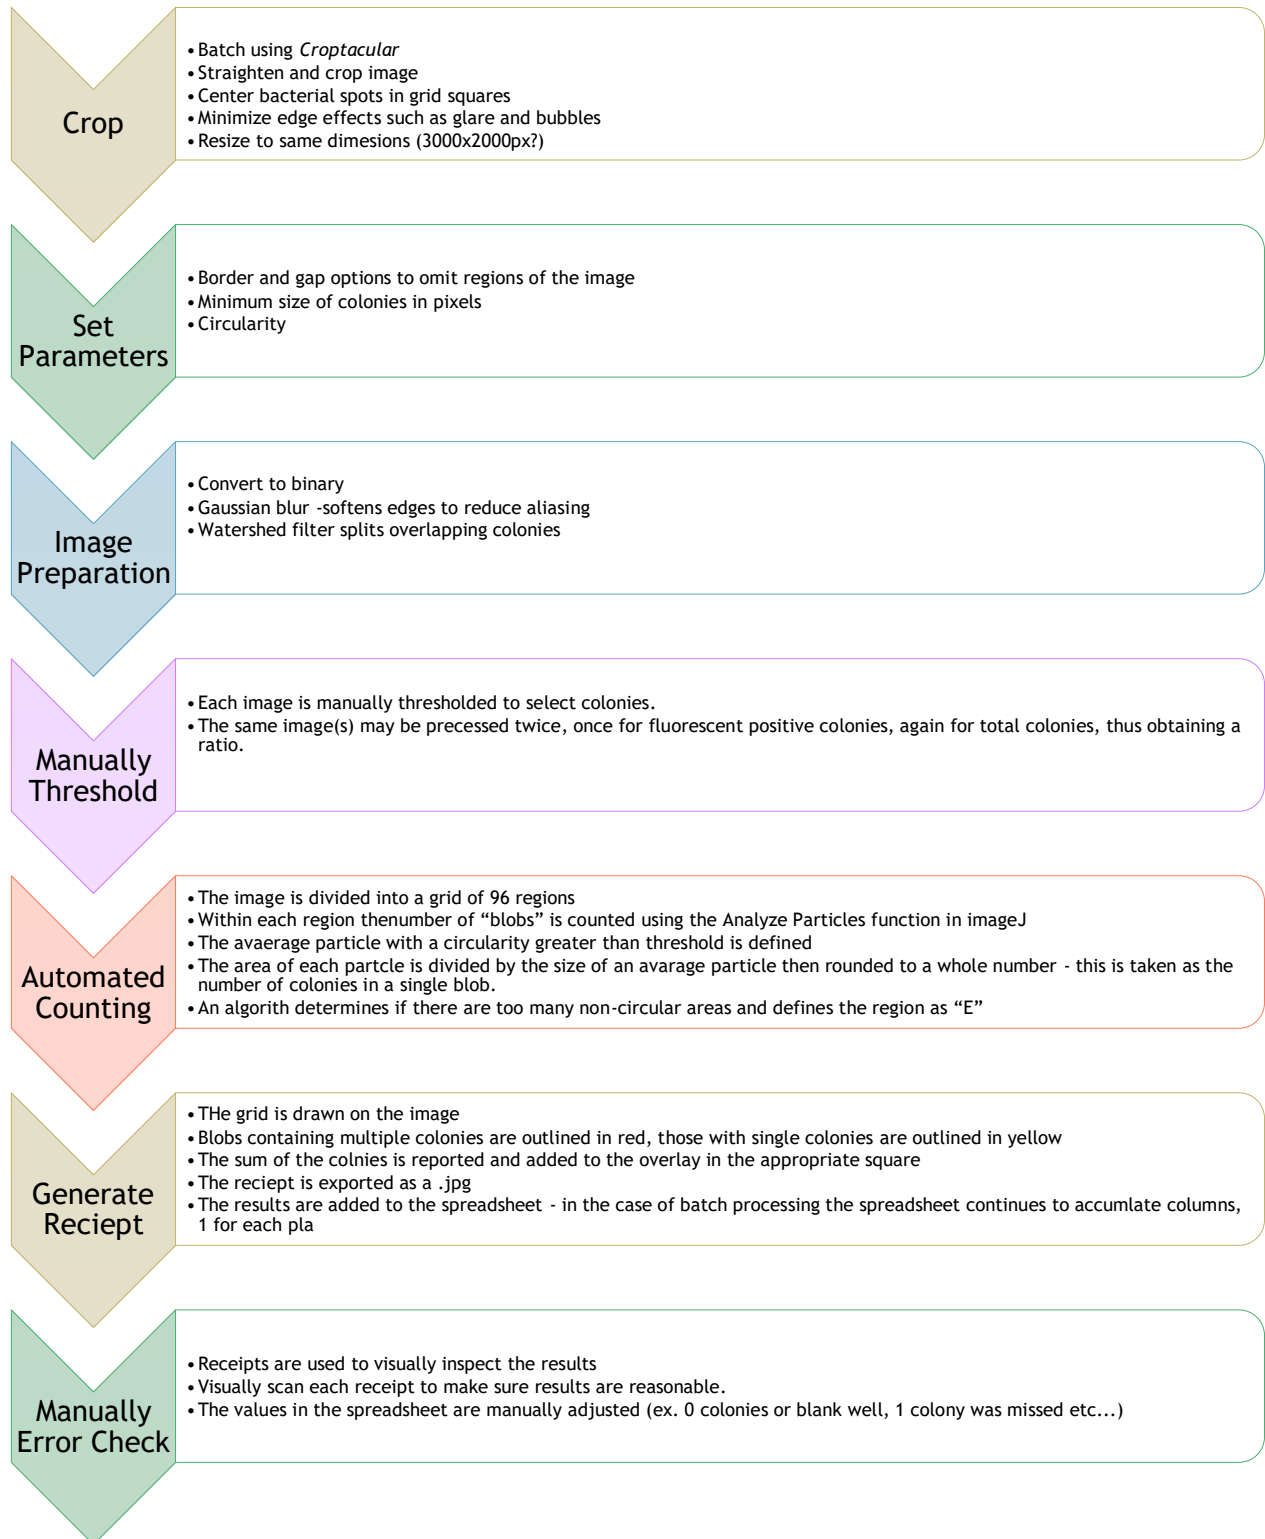 Crop
• Batch using Croptacular
• Straighten and crop image
• Center bacterial spots in grid squares
• Minimize edge effects such as glare and bubbles
• Resize to same dimesions (3000x2000px?)
Set
Parameters
• Border and gap options to omit regions of the image
• Minimum size of colonies in pixels
• Circularity
Image
Preparation
• Convert to binary
• Gaussian blur -softens edges to reduce aliasing
• Watershed filter splits overlapping colonies
Manually
Threshold
• Each image is manually thresholded to select colonies.
• The same image(s) may be precessed twice, once for fluorescent positive colonies, again for total colonies, thus obtaining a
ratio.
Automated
Counting
• The image is divided into a grid of 96 regions
• Within each region thenumber of “blobs” is counted using the Analyze Particles function in imageJ
• The avaerage particle with a circularity greater than threshold is defined
• The area of each partcle is divided by the size of an avarage particle then rounded to a whole number - this is taken as the
number of colonies in a single blob.
• An algorith determines if there are too many non-circular areas and defines the region as “E”
Generate
Reciept
• THe grid is drawn on the image
• Blobs containing multiple colonies are outlined in red, those with single colonies are outlined in yellow
• The sum of the colnies is reported and added to the overlay in the appropriate square
• The reciept is exported as a .jpg
• The results are added to the spreadsheet - in the case of batch processing the spreadsheet continues to accumlate columns,
1 for each pla
Manually
Error Check
• Receipts are used to visually inspect the results
• Visually scan each receipt to make sure results are reasonable.
• The values in the spreadsheet are manually adjusted (ex. 0 colonies or blank well, 1 colony was missed etc...)